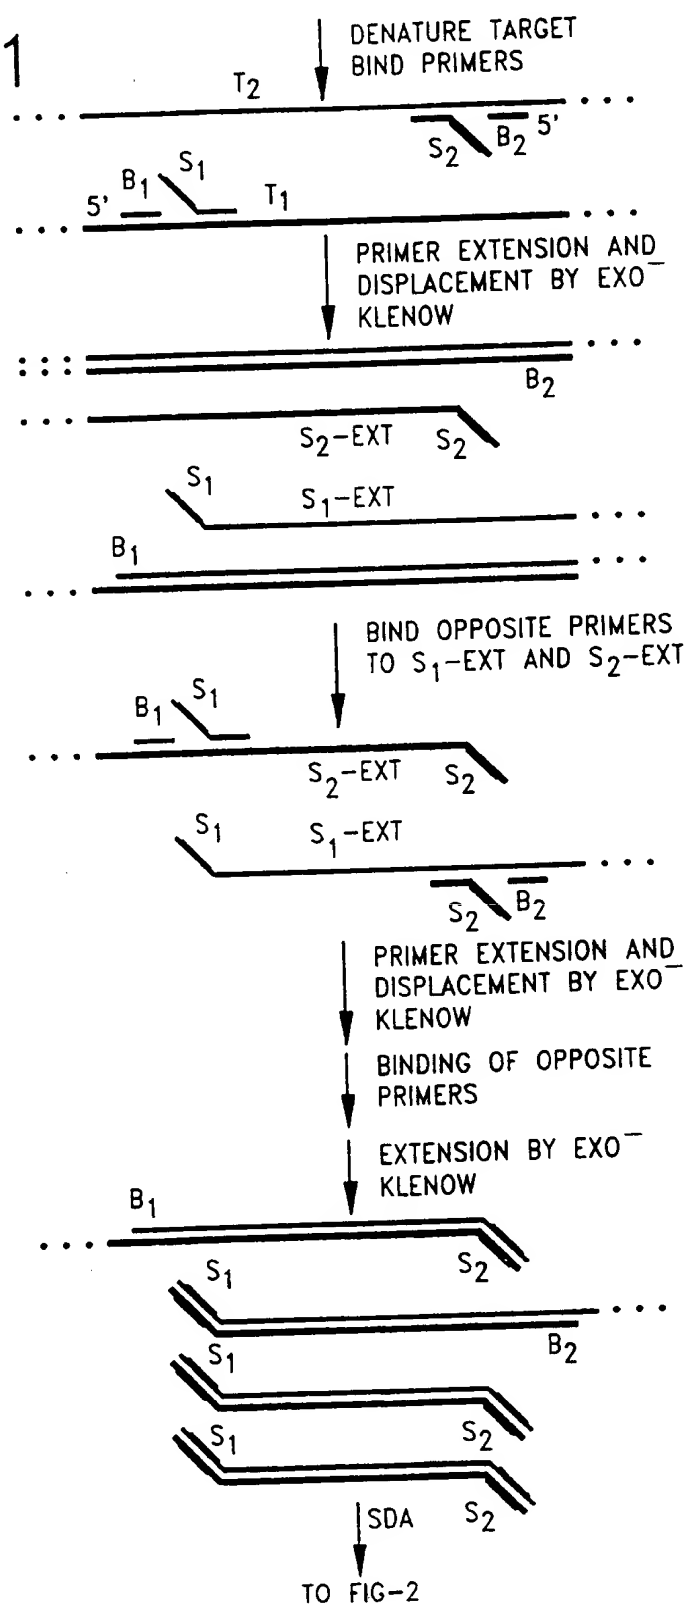 1
DENATURE TARGET
BIND PRIMERS
T2
. . .
. . .
S2
B2 5'
5' B1 S1 T1
. . .
. . .
PRIMER EXTENSION AND
DISPLACEMENT BY EXO–
KLENOW
. . .
. . .
. . .
B2
. . .
S2-EXT S2
S1 S1-EXT
. . .
B1
. . .
. . .
BIND OPPOSITE PRIMERS
TO S1-EXT AND S2-EXT
B1 S1
. . .
S2-EXT S2
S1 S1-EXT
. . .
S2 B2
PRIMER EXTENSION AND
DISPLACEMENT BY EXO–
KLENOW
BINDING OF OPPOSITE
PRIMERS
EXTENSION BY EXO–
KLENOW
B1
. . .
S2
S1
. . .
B2
S1
S2
S1
S2
SDA
TO FIG-2